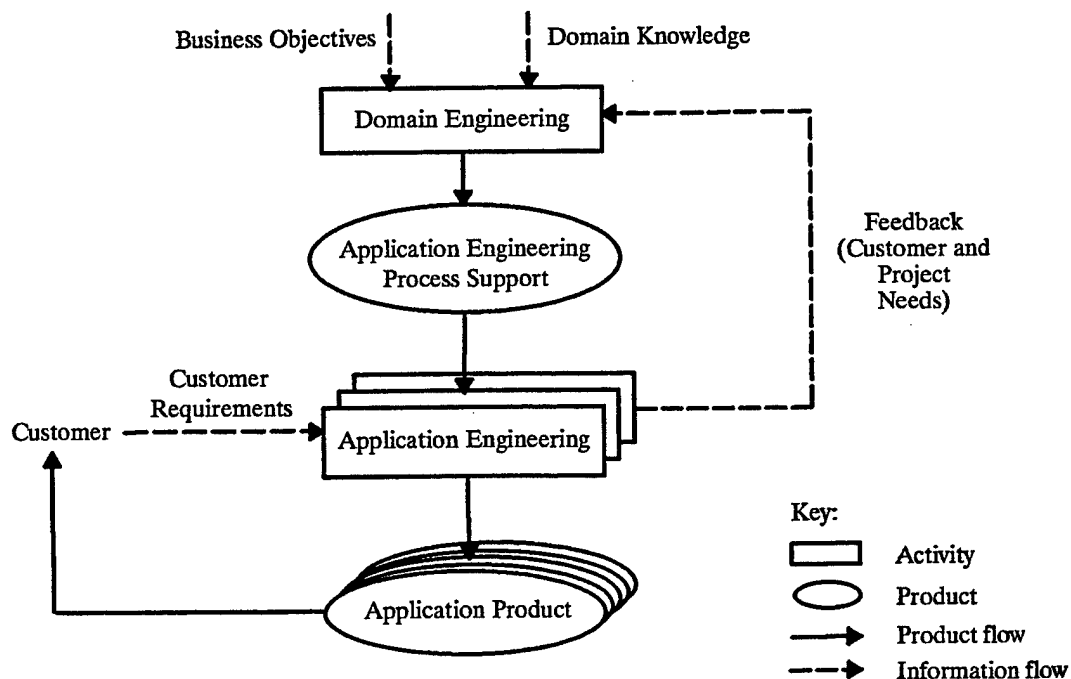 Business Objectives
Domain Knowledge
Domain Engineering
Application Engineering
Process Support
Feedback
(Customer and
Project
Needs)
Customer
Requirements
Customer
Application Engineering
Application Product
Key:
Activity
Product
Product flow
Information flow